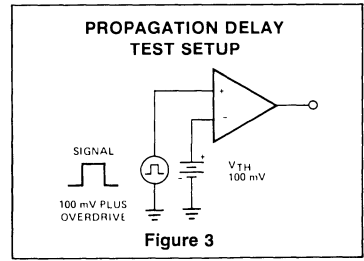 PROPAGATION DELAY
TEST SETUP
+
−
SIGNAL
+
−
VTH
100 mV
100 mV PLUS
OVERDRIVE
Figure 3